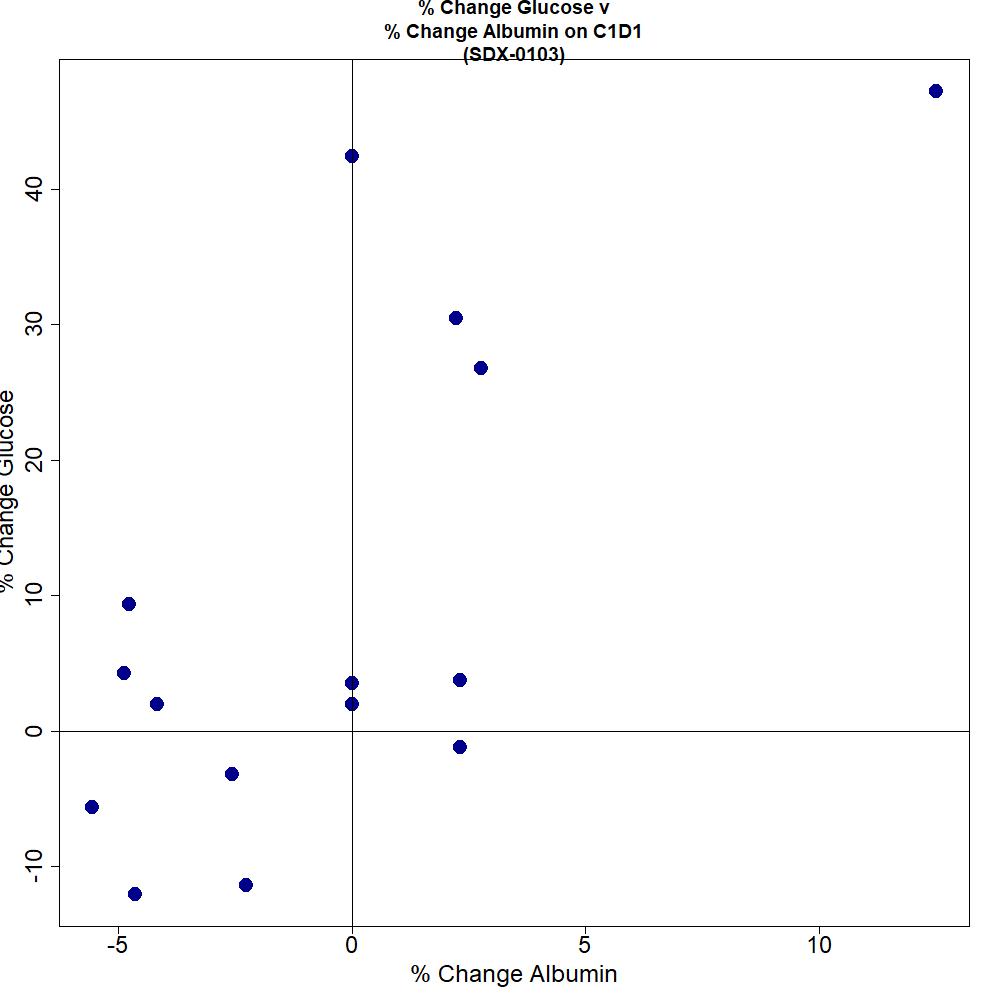 % Change Glucose v
% Change Albumin on C1D1
(SDX-0103)
% Change Glucose
40
30
20
10
0
-10
-5
0
5
10
% Change Albumin